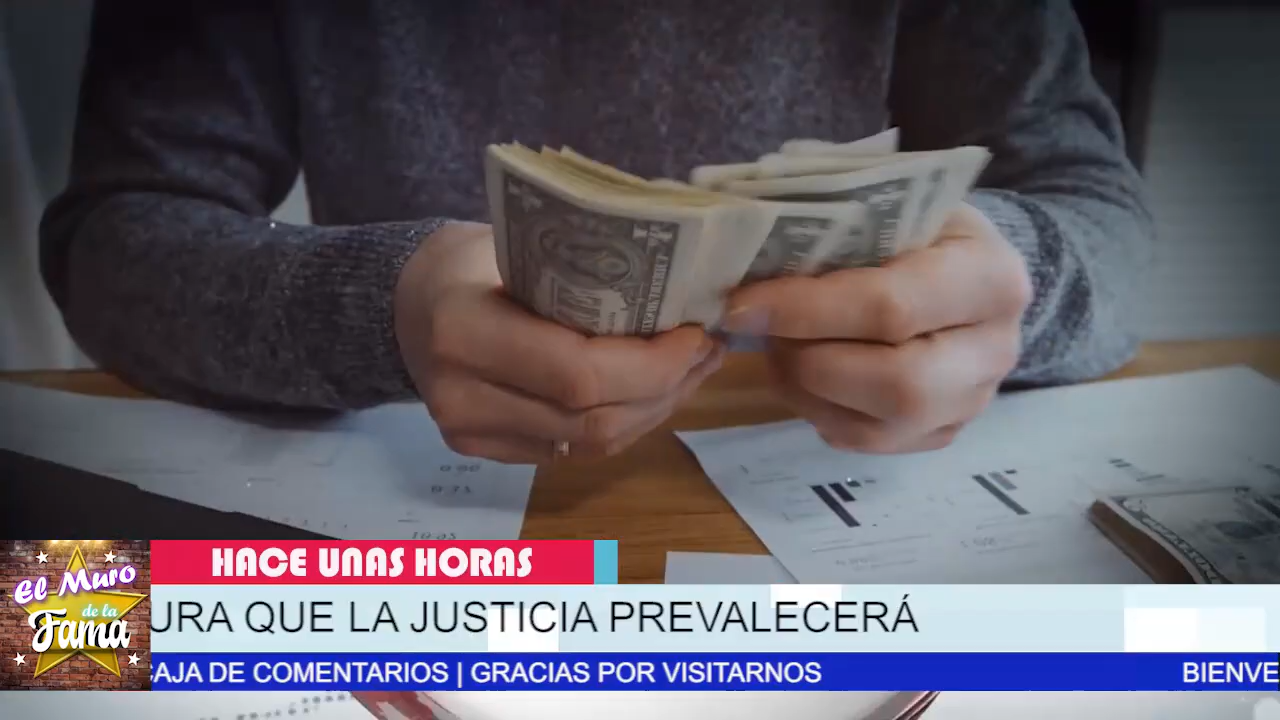 HACE UNAS HORAS
El Muro
de la
Fama
URA QUE LA JUSTICIA PREVALECERÁ
AJA DE COMENTARIOS | GRACIAS POR VISITARNOS
BIENVE